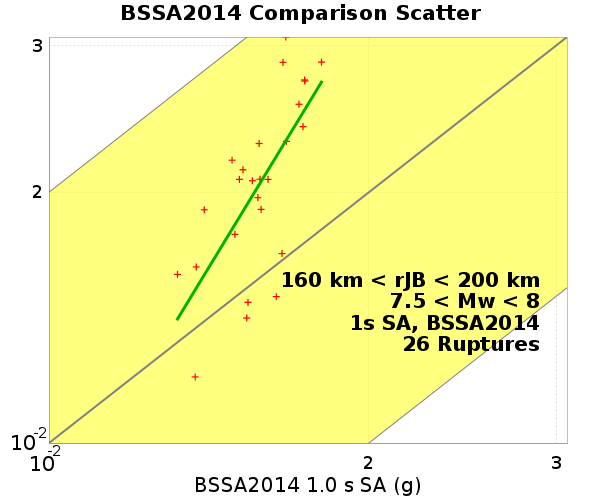 BSSA2014 Comparison Scatter
3
2
10-2
160 km < rJB < 200 km
7.5 < Mw < 8
1s SA, BSSA2014
26 Ruptures
10-2
2
3
BSSA2014 1.0 s SA (g)